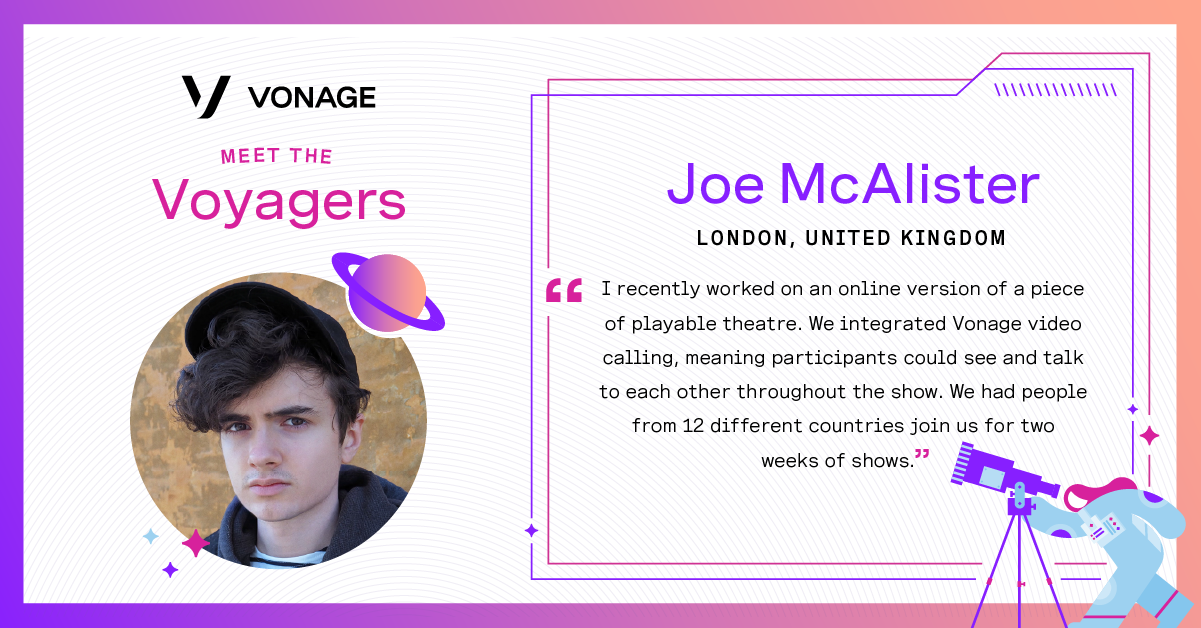 VONAGE
MEET THE
Voyagers
Joe McAlister
LONDON, UNITED KINGDOM
“ I recently worked on an online version of a piece
of playable theatre. We integrated Vonage video
calling, meaning participants could see and talk
to each other throughout the show. We had people
from 12 different countries join us for two
weeks of shows.”